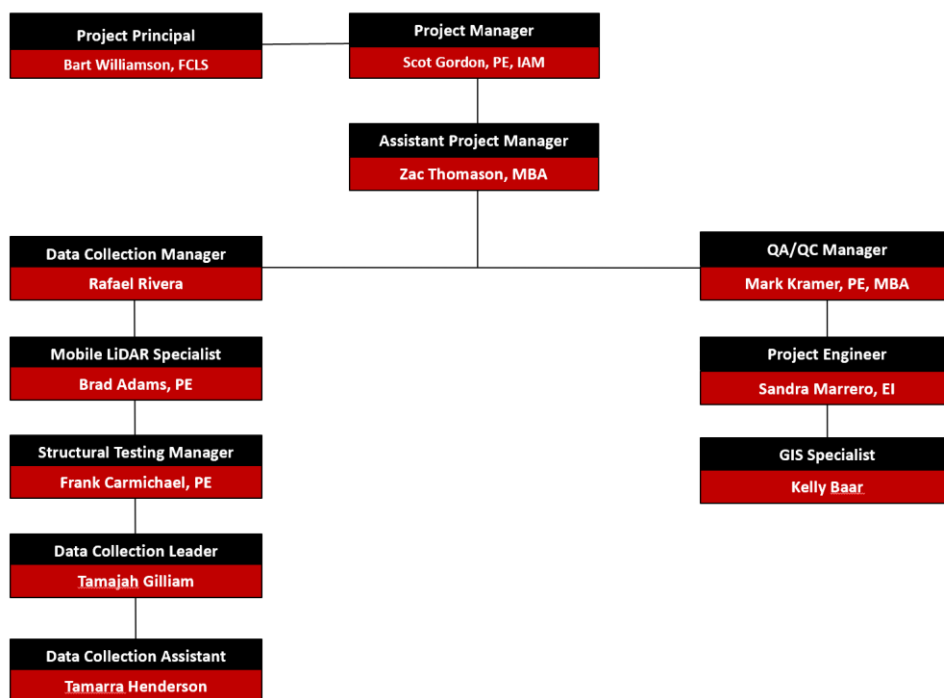 Project Principal
Bart Williamson, FCLS
Project Manager
Scot Gordon, PE, IAM
Assistant Project Manager
Zac Thomason, MBA
Data Collection Manager
Rafael Rivera
Mobile LiDAR Specialist
Brad Adams, PE
Structural Testing Manager
Frank Carmichael, PE
Data Collection Leader
Tamajah Gilliam
Data Collection Assistant
Tamarra Henderson
QA/QC Manager
Mark Kramer, PE, MBA
Project Engineer
Sandra Marrero, EI
GIS Specialist
Kelly Baar